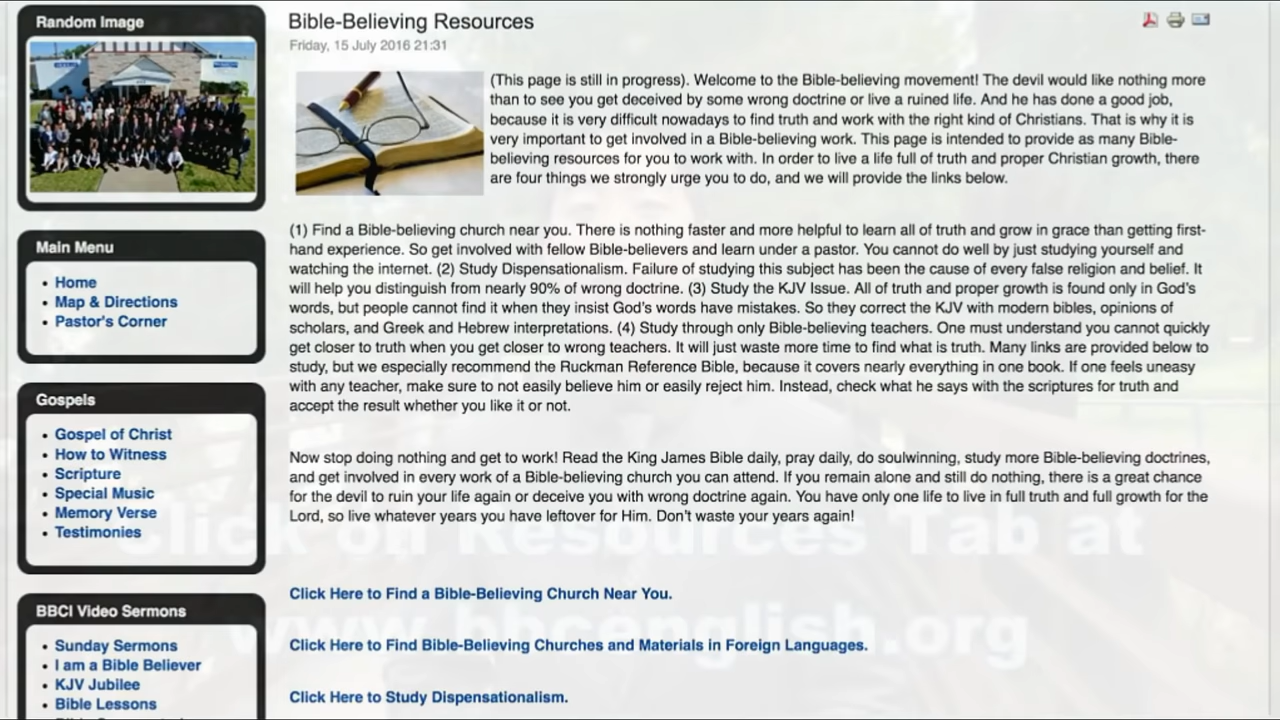 Random Image
Main Menu
Home
Map & Directions
Pastor's Corner
Gospels
Gospel of Christ
How to Witness
Scripture
Special Music
Memory Verse
Testimonies
BBCI Video Sermons
Sunday Sermons
I am a Bible Believer
KJV Jubilee
Bible Lessons
Bible-Believing Resources
Friday, 15 July 2016 21:31
(This page is still in progress). Welcome to the Bible-believing movement! The devil would like nothing more
than to see you get deceived by some wrong doctrine or live a ruined life. And he has done a good job,
because it is very difficult nowadays to find truth and work with the right kind of Christians. That is why it is
very important to get involved in a Bible-believing work. This page is intended to provide as many Bible-
believing resources for you to work with. In order to live a life full of truth and proper Christian growth, there
are four things we strongly urge you to do, and we will provide the links below.
(1) Find a Bible-believing church near you. There is nothing faster and more helpful to learn all of truth and grow in grace than getting first-
hand experience. So get involved with fellow Bible-believers and learn under a pastor. You cannot do well by just studying yourself and
watching the internet. (2) Study Dispensationalism. Failure of studying this subject has been the cause of every false religion and belief. It
will help you distinguish from nearly 90% of wrong doctrine. (3) Study the KJV Issue. All of truth and proper growth is found only in God's
words, but people cannot find it when they insist God's words have mistakes. So they correct the KJV with modern bibles, opinions of
scholars, and Greek and Hebrew interpretations. (4) Study through only Bible-believing teachers. One must understand you cannot quickly
get closer to truth when you get closer to wrong teachers. It will just waste more time to find what is truth. Many links are provided below to
study, but we especially recommend the Ruckman Reference Bible, because it covers nearly everything in one book. If one feels uneasy
with any teacher, make sure to not easily believe him or easily reject him. Instead, check what he says with the scriptures for truth and
accept the result whether you like it or not.
Now stop doing nothing and get to work! Read the King James Bible daily, pray daily, do soulwinning, study more Bible-believing doctrines,
and get involved in every work of a Bible-believing church you can attend. If you remain alone and still do nothing, there is a great chance
for the devil to ruin your life again or deceive you with wrong doctrine again. You have only one life to live in full truth and full growth for the
Lord, so live whatever years you have leftover for Him. Don't waste your years again!
Click on Resources Tab at
www.bbcenglish.org
Click Here to Find a Bible-Believing Church Near You.
Click Here to Find Bible-Believing Churches and Materials in Foreign Languages.
Click Here to Study Dispensationalism.